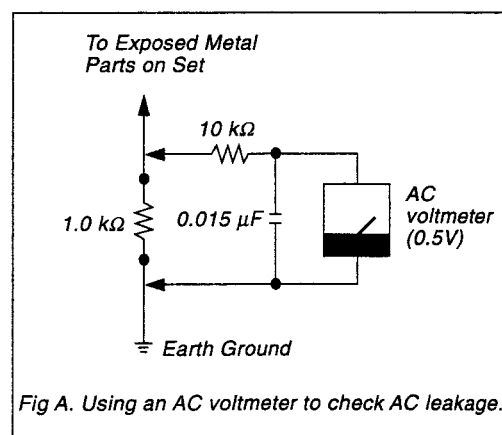 To Exposed Metal
Parts on Set
10 kΩ
1.0 kΩ
0.015 μF
AC
voltmeter
(0.5V)
Earth Ground
Fig A. Using an AC voltmeter to check AC leakage.